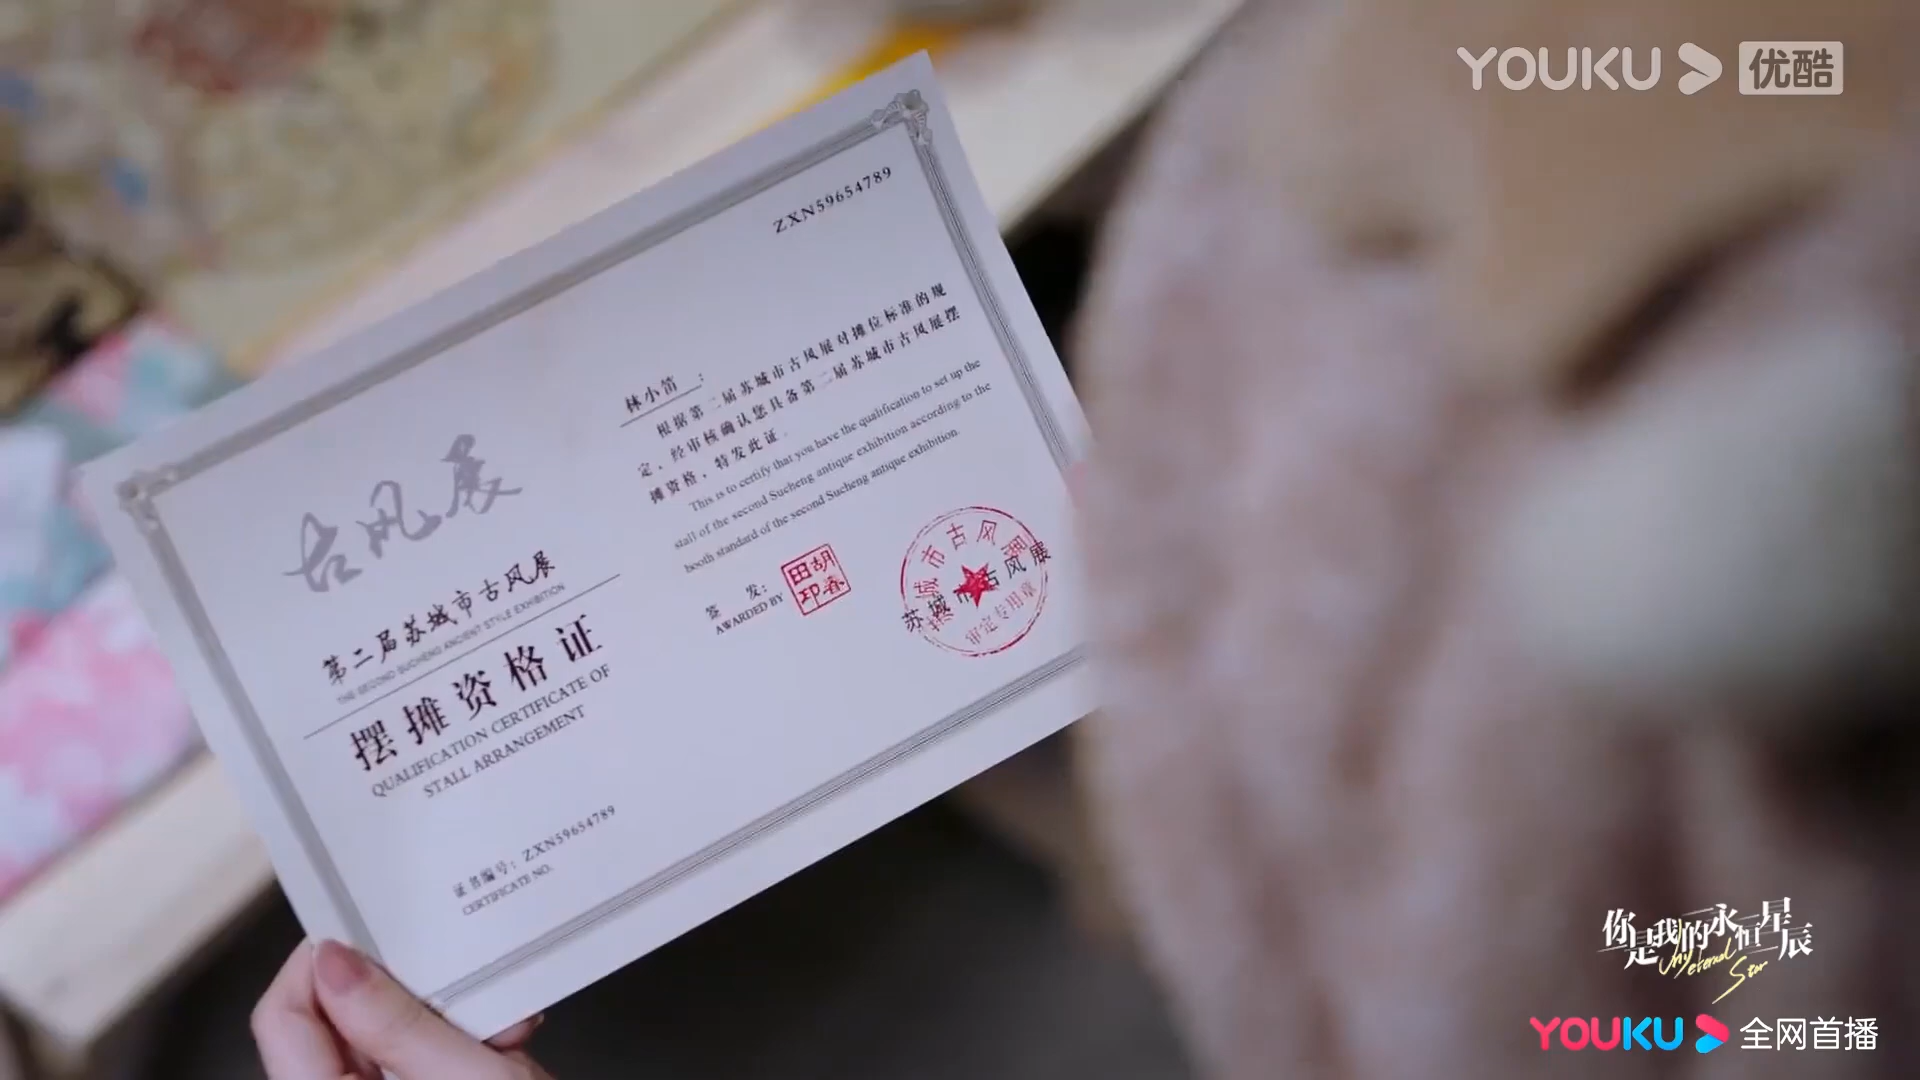 YOUKU 优酷
ZXN59654789
林小笛 :
根据第二届苏城市古风展对摊位标准的规
定，经审核确认您具备第二届苏城市古风展摆
摊资格，特发此证.
This is to certify that you have the qualification to set up the
stall of the second Sucheng antique exhibition according to the
booth standard of the second Sucheng antique exhibition.
签 发:
AWARDED BY
胡春田印
苏城市古风展
审定专用章
古风展
第二届苏城市古风展
THE SECOND SUCHENG ANCIENT STYLE EXHIBITION
摆摊资格证
QUALIFICATION CERTIFICATE OF
STALL ARRANGEMENT
证书编号: ZXN59654789
CERTIFICATE NO.
你是我的永恒星辰
My eternal Star
YOUKU 全网首播